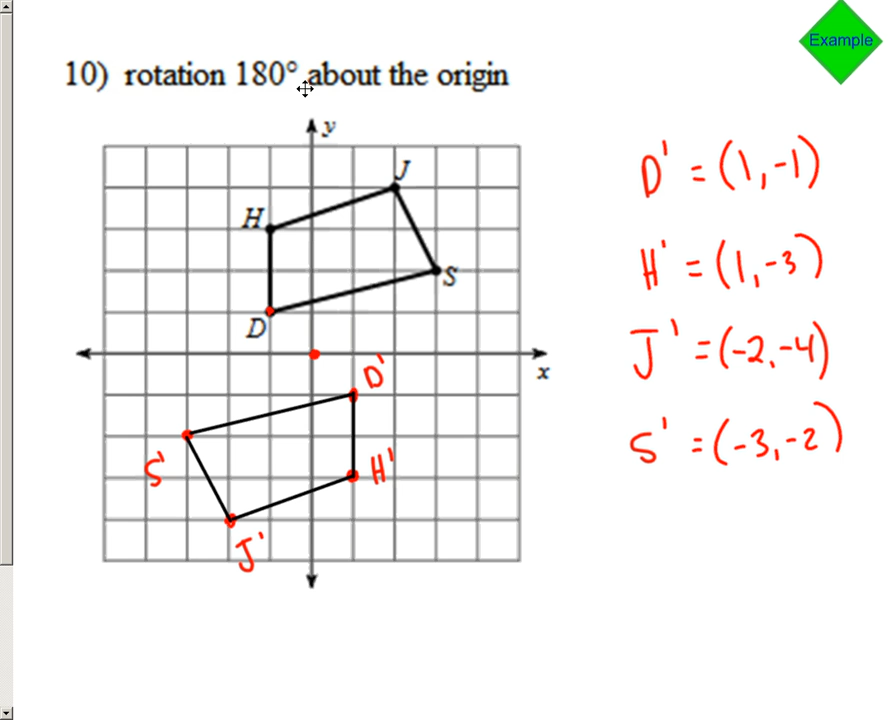 Example
10) rotation 180° about the origin
y
J
H
S
D
x
D'
S'
H'
J'
D' = (1,-1)
H' = (1,-3)
J' = (-2,-4)
S' = (-3,-2)